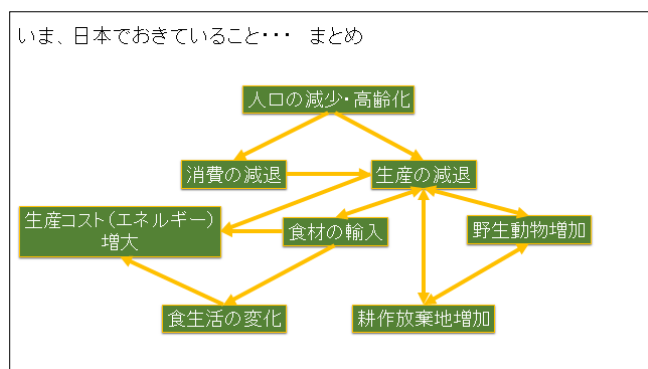 いま、日本でおきていること・・・ まとめ
人口の減少・高齢化
消費の減退
生産の減退
生産コスト(エネルギー)
増大
食材の輸入
野生動物増加
食生活の変化
耕作放棄地増加